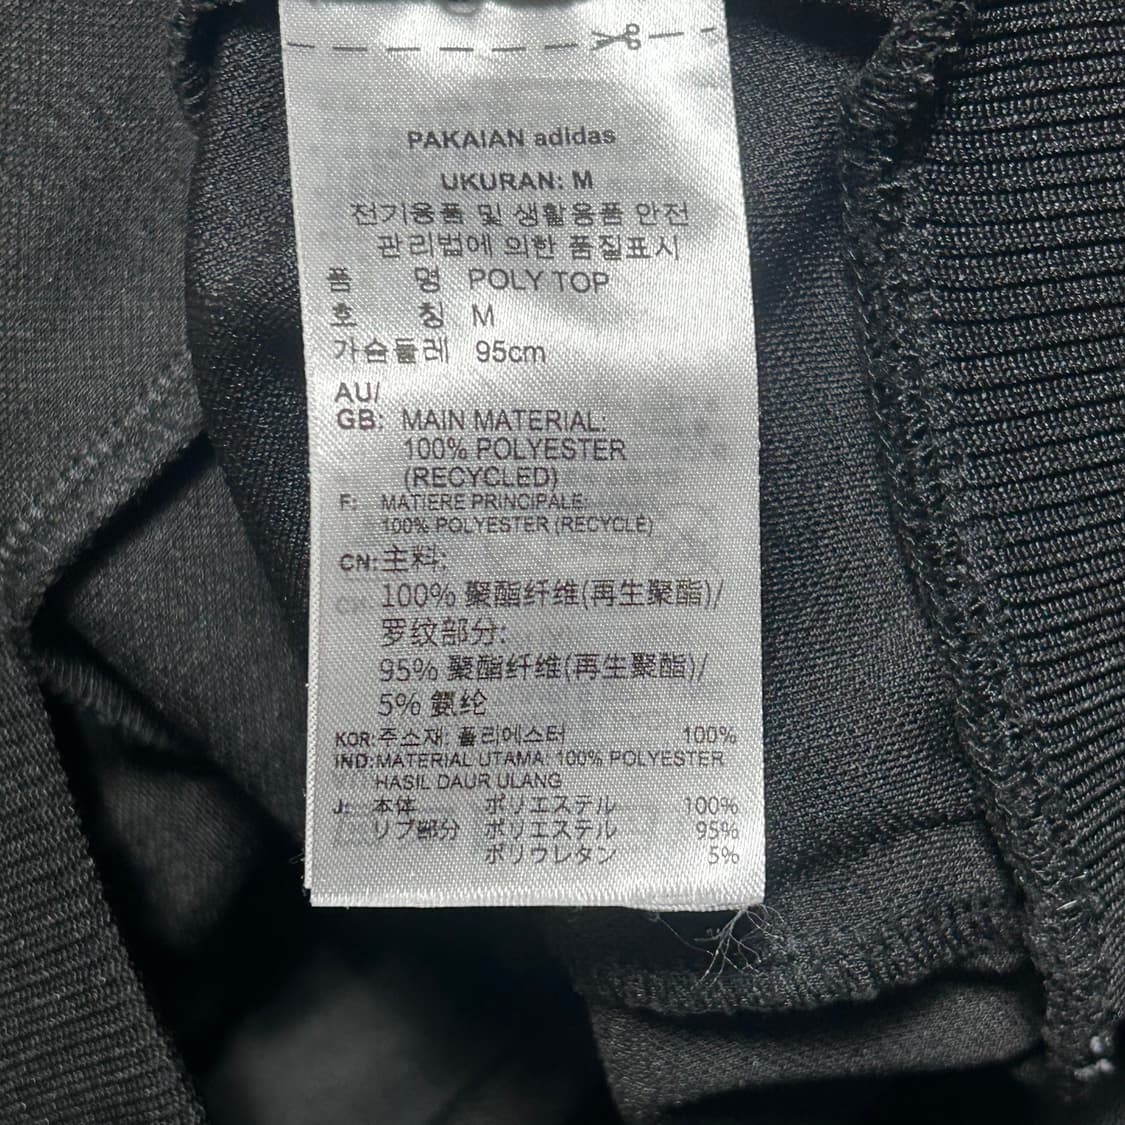 PAKAIAN adidas
UKURAN: M
전기용품 및 생활용품 안전
관리법에 의한 품질표시
품 명 POLY TOP
호 칭 M
가슴둘레 95cm
AU/
GB: MAIN MATERIAL:
100% POLYESTER
(RECYCLED)
F: MATIERE PRINCIPALE:
100% POLYESTER (RECYCLÉ)
CN:主料:
100% 聚酯纤维(再生聚酯)/
罗纹部分:
95% 聚酯纤维(再生聚酯)/
5% 氨纶
KOR:주소재: 폴리에스터 100%
IND:MATERIAL UTAMA: 100% POLYESTER
HASIL DAUR ULANG
J: 本体 ポリエステル 100%
リブ部分 ポリエステル 95%
ポリウレタン 5%